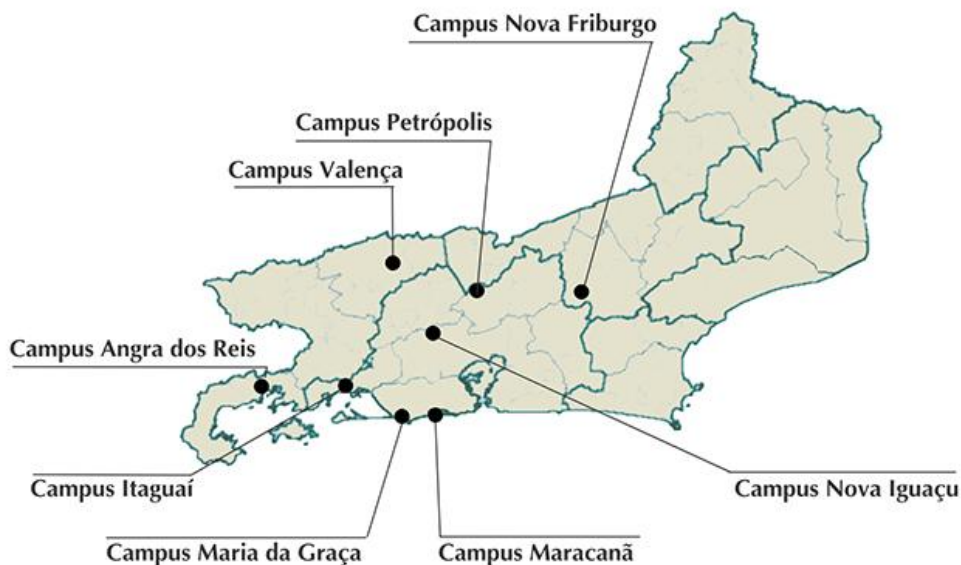 Campus Nova Friburgo
Campus Petrópolis
Campus Valença
Campus Angra dos Reis
Campus Itaguaí
Campus Nova Iguaçu
Campus Maria da Graça
Campus Maracanã